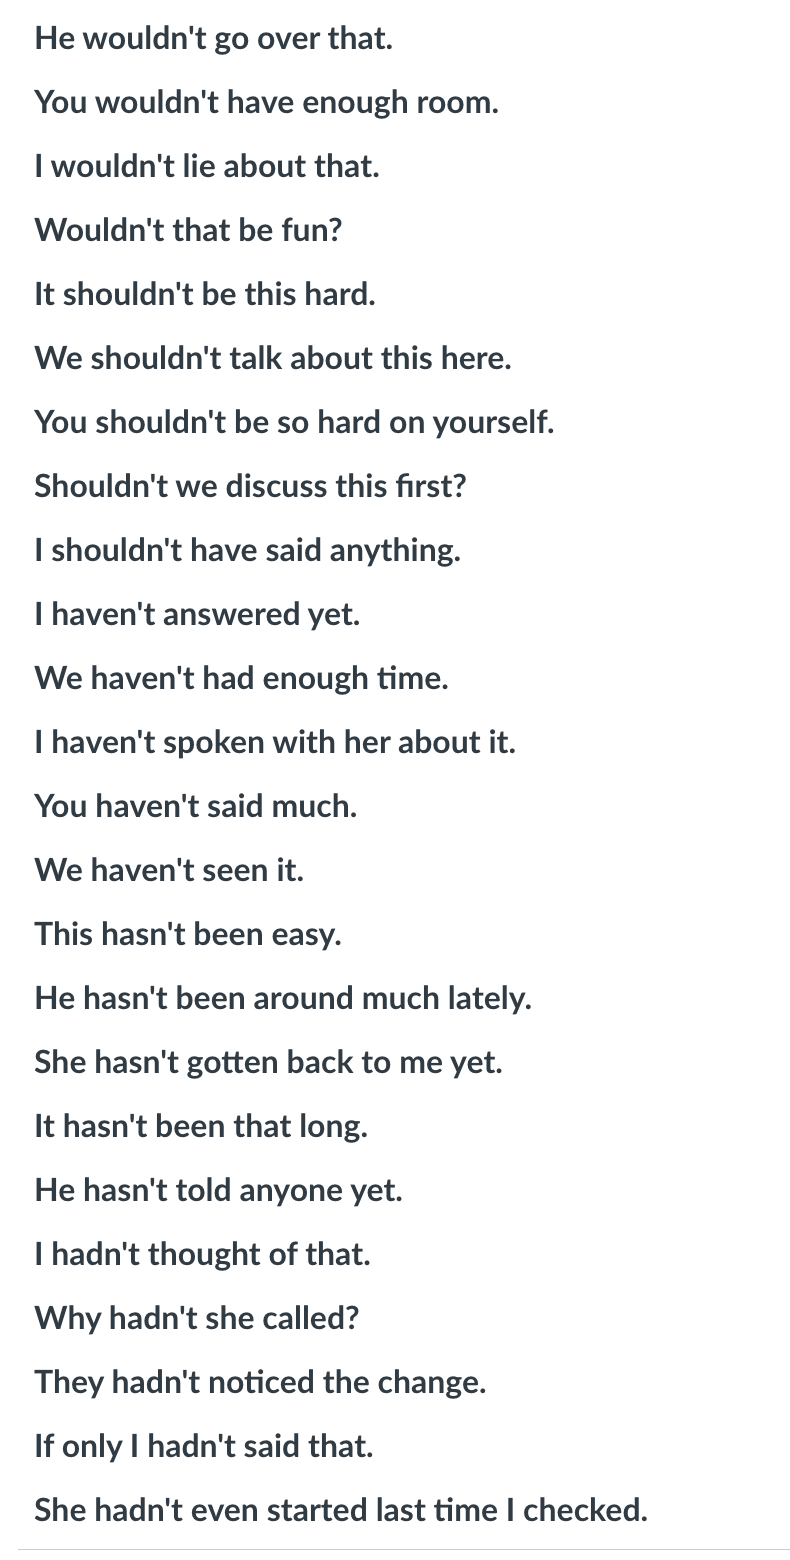 He wouldn't go over that.
You wouldn't have enough room.
I wouldn't lie about that.
Wouldn't that be fun?
It shouldn't be this hard.
We shouldn't talk about this here.
You shouldn't be so hard on yourself.
Shouldn't we discuss this first?
I shouldn't have said anything.
I haven't answered yet.
We haven't had enough time.
I haven't spoken with her about it.
You haven't said much.
We haven't seen it.
This hasn't been easy.
He hasn't been around much lately.
She hasn't gotten back to me yet.
It hasn't been that long.
He hasn't told anyone yet.
I hadn't thought of that.
Why hadn't she called?
They hadn't noticed the change.
If only I hadn't said that.
She hadn't even started last time I checked.